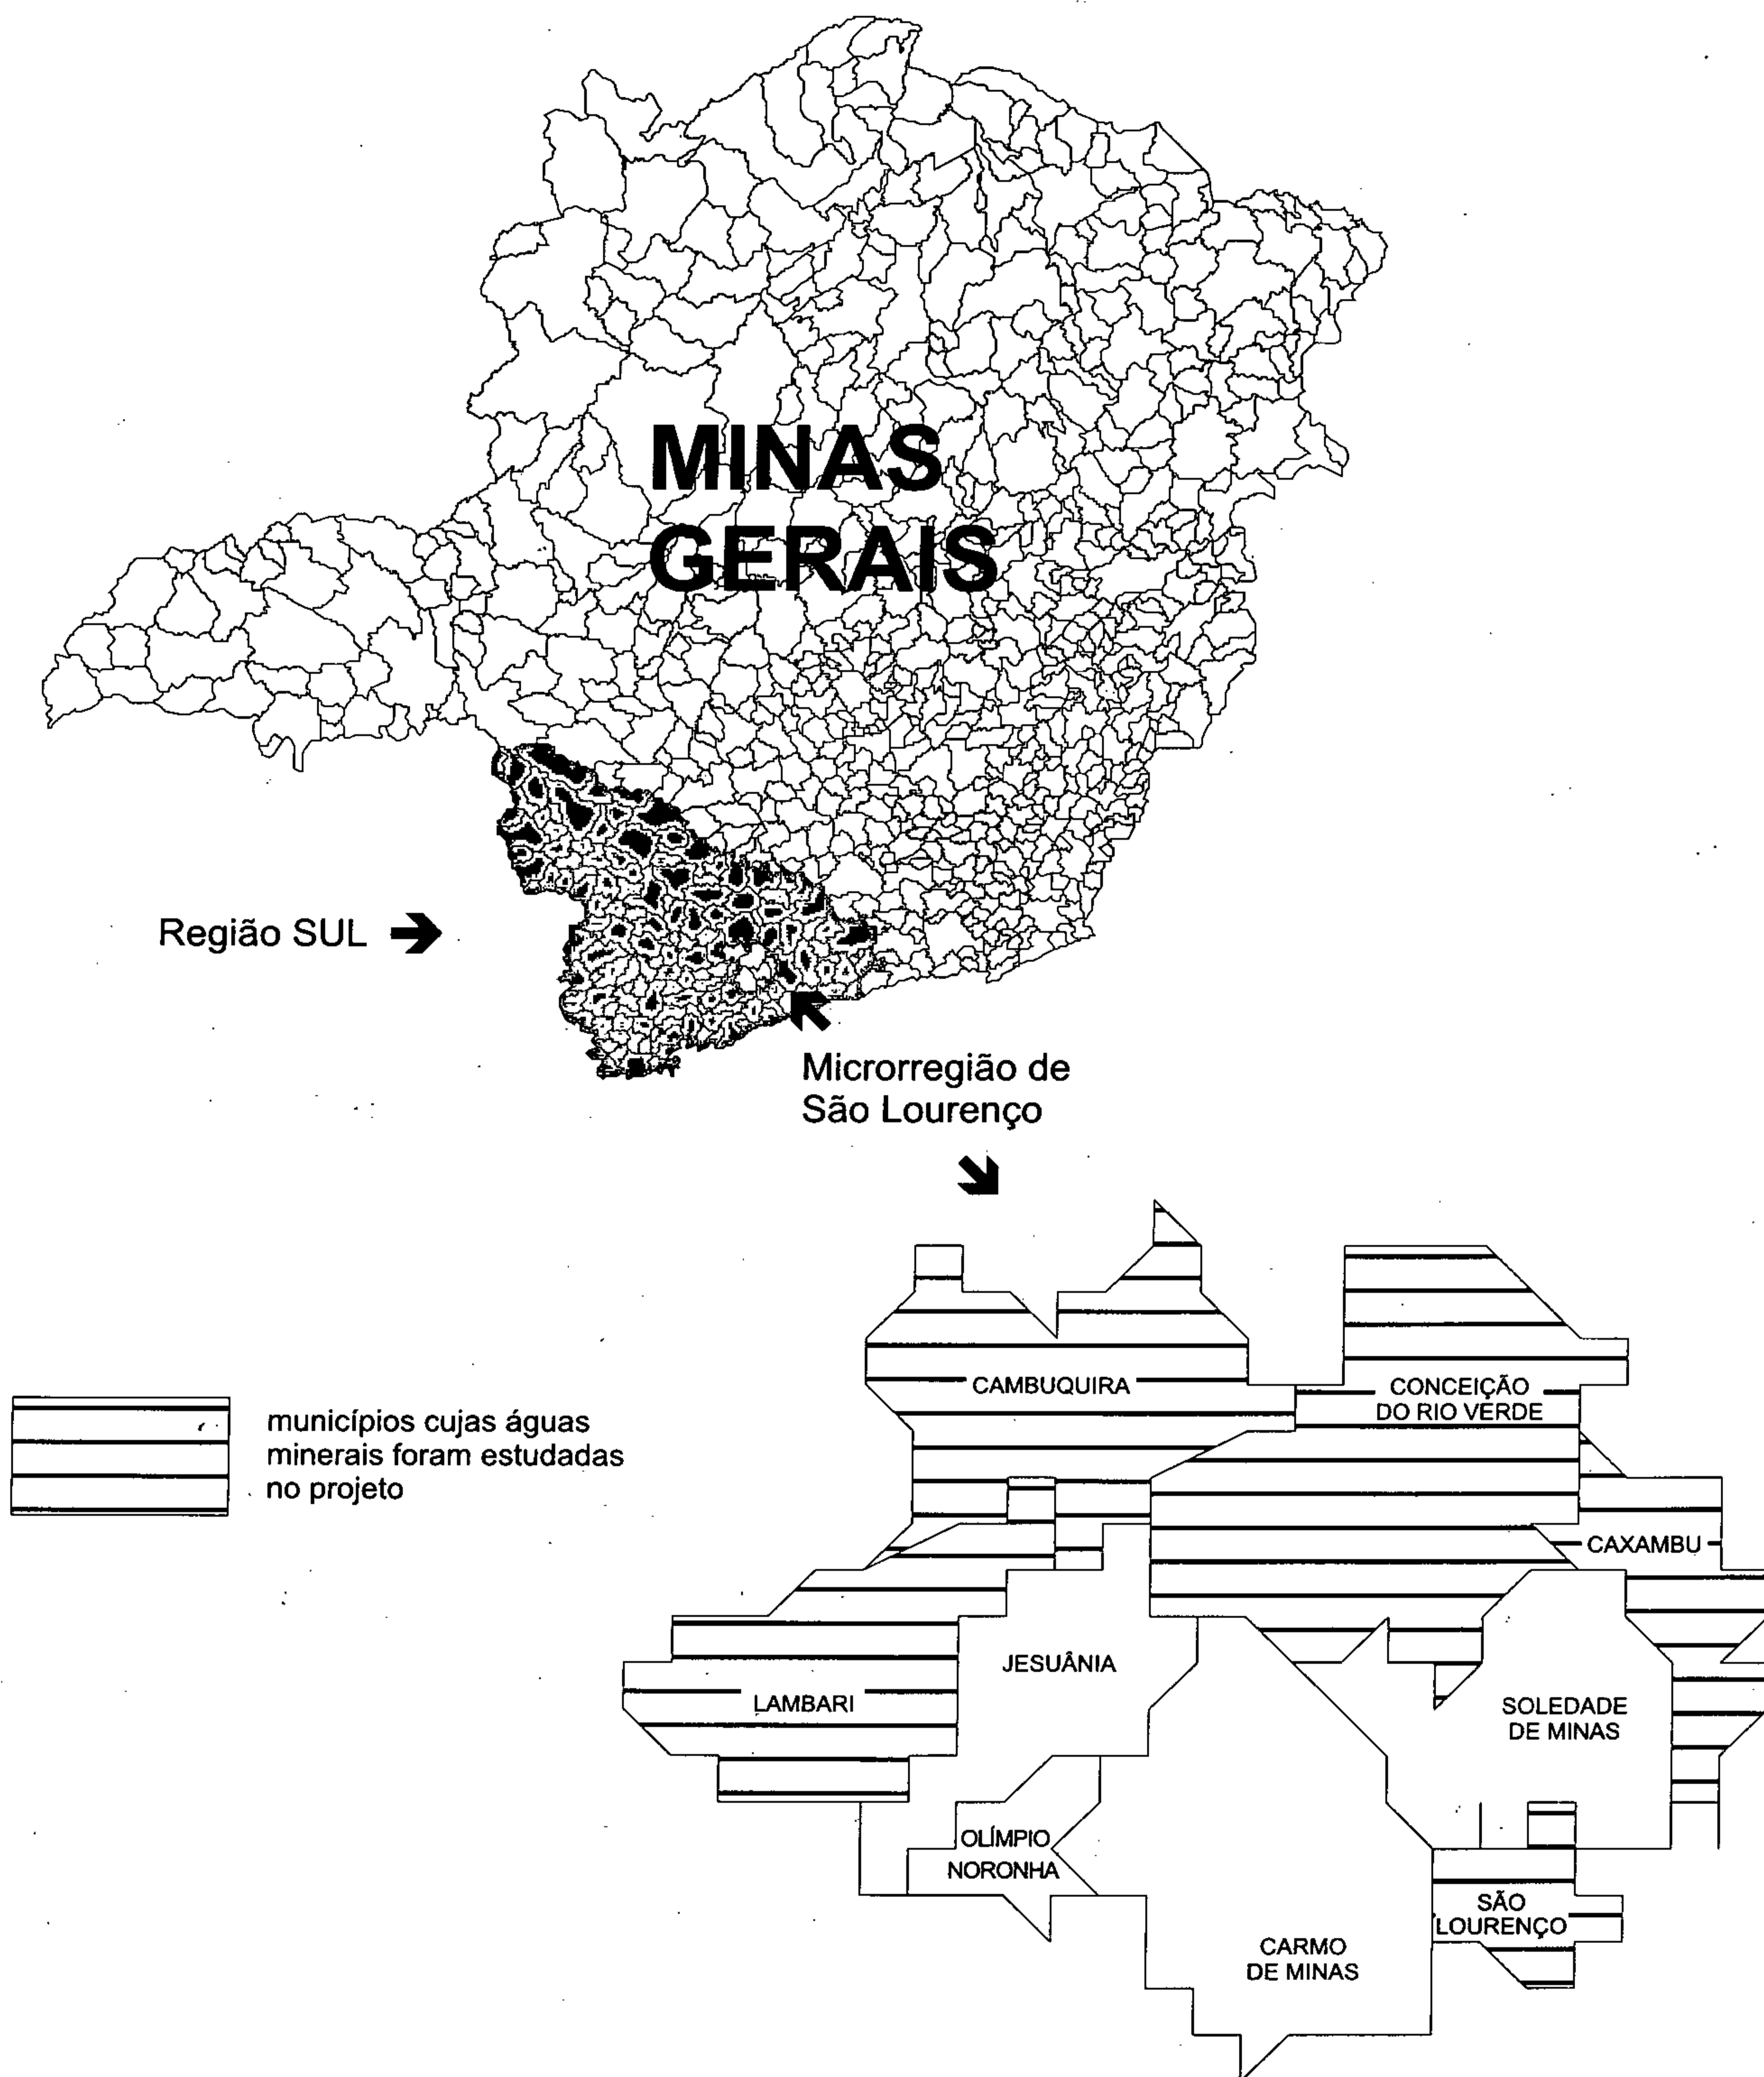 MINAS
GERAIS
Região SUL
Microrregião de
São Lourenço
municípios cujas águas
minerais foram estudadas
no projeto
CAMBUQUIRA
CONCEIÇÃO
DO RIO VERDE
CAXAMBU
JESUÂNIA
LAMBARI
SOLEDADE
DE MINAS
OLÍMPIO
NORONHA
SÃO
LOURENÇO
CARMO
DE MINAS